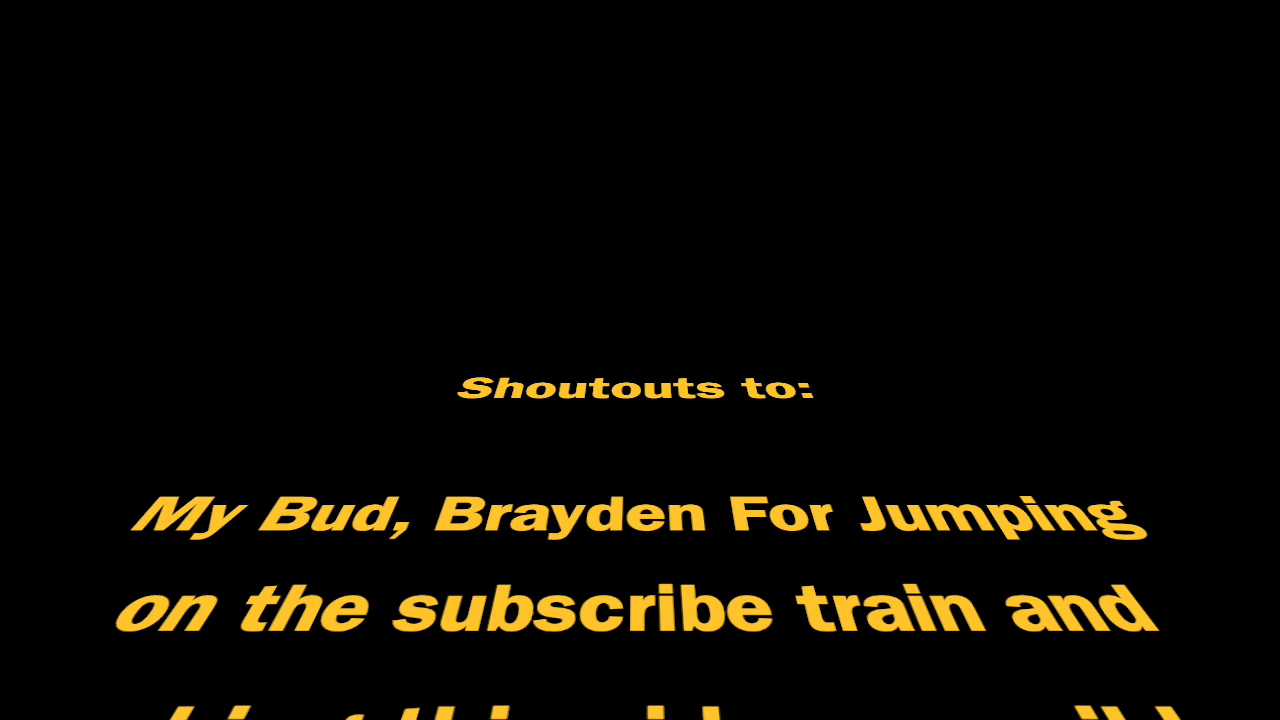 Shoutouts to:
My Bud, Brayden For Jumping
on the subscribe train and